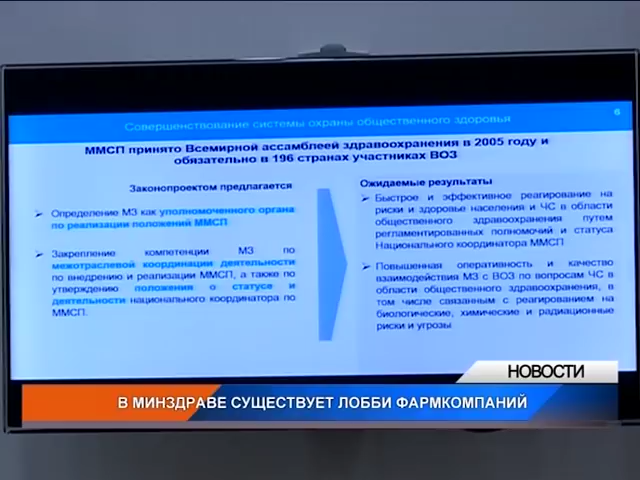 Совершенствование системы охраны общественного здоровья
6
ММСП принято Всемирной ассамблеей здравоохранения в 2005 году и
обязательно в 196 странах участниках ВОЗ
Законопроектом предлагается
➢ Определение МЗ как уполномоченного органа
по реализации положений ММСП
➢ Закрепление компетенции МЗ по
межотраслевой координации деятельности
по внедрению и реализации ММСП, а также по
утверждению положения о статусе и
деятельности национального координатора по
ММСП.
Ожидаемые результаты
➢ Быстрое и эффективное реагирование на
риски и здоровье населения и ЧС в области
общественного здравоохранения путем
регламентированных полномочий и статуса
Национального координатора ММСП
➢ Повышенная оперативность и качество
взаимодействия МЗ с ВОЗ по вопросам ЧС в
области общественного здравоохранения, в
том числе связанным с реагированием на
биологические, химические и радиационные
риски и угрозы
НОВОСТИ
В МИНЗДРАВЕ СУЩЕСТВУЕТ ЛОББИ ФАРМКОМПАНИЙ